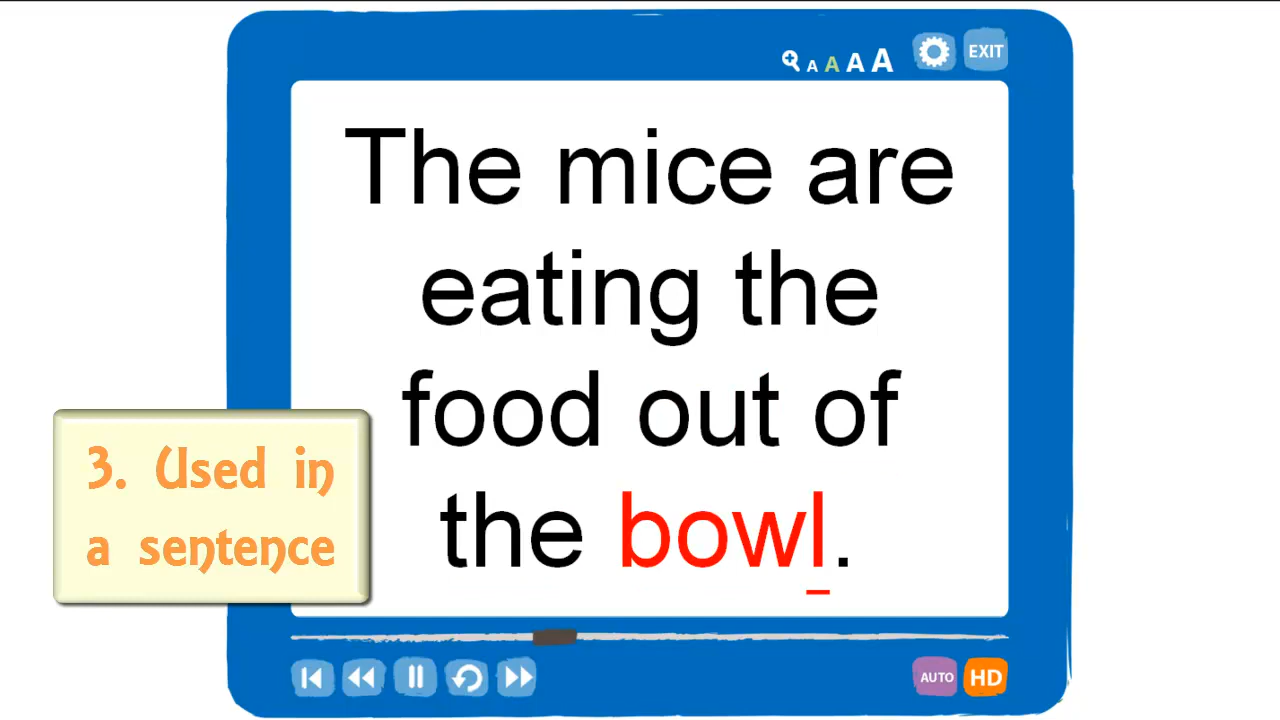 A A A A
EXIT
The mice are
eating the
food out of
the bowl.
3. Used in
a sentence
AUTO
HD